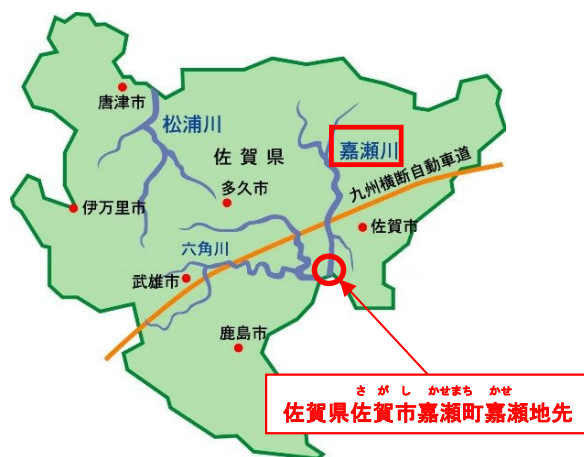 唐津市
松浦川
佐賀県
嘉瀬川
九州横断自動車道
多久市
伊万里市
佐賀市
六角川
武雄市
鹿島市
さがし かせまち かせ
佐賀県佐賀市嘉瀬町嘉瀬地先